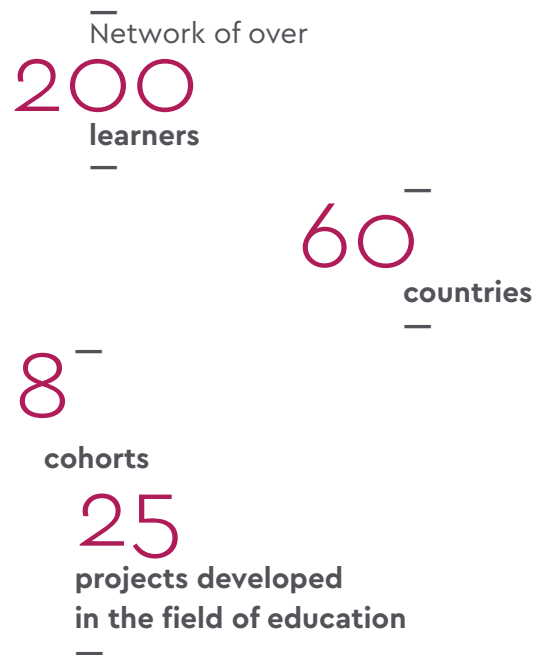 Network of over
200
learners
60
countries
8
cohorts
25
projects developed
in the field of education